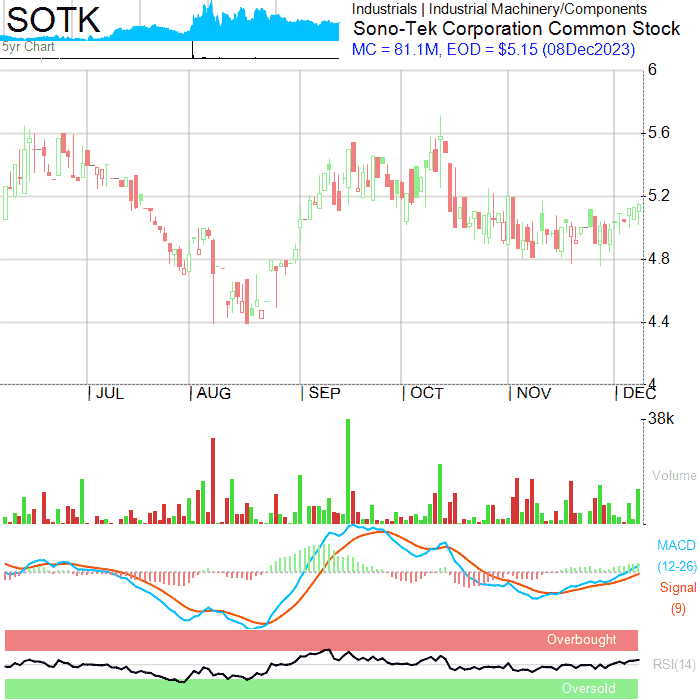 SOTK
5yr Chart
Industrials | Industrial Machinery/Components
Sono-Tek Corporation Common Stock
MC = 81.1M, EOD = $5.15 (08Dec2023)
6
5.6
5.2
4.8
4.4
4
JUL AUG SEP OCT NOV DEC
38k
Volume
MACD
(12-26)
Signal
(9)
Overbought
RSI(14)
Oversold